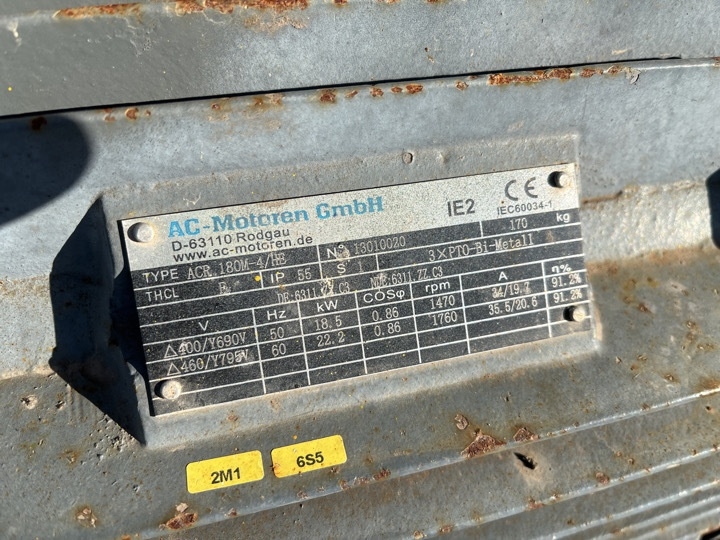 AC-Motoren GmbH
D-63110 Rodgau
www.ac-motoren.de
IE2 CE
IEC60034-1
TYPE ACR 180M-4/HE Nº 13010020 170 kg
THCL F IP 55 S 1 3×PTO-Bi-Metall
DE:6311.ZZ.C3 NDE:6311.ZZ.C3
V Hz kW COSφ rpm A η%
△400/Y690V 50 18.5 0.86 1470 34/19.7 91.2%
△460/Y795V 60 22.2 0.86 1760 35.5/20.6 91.2%
2M1
6S5